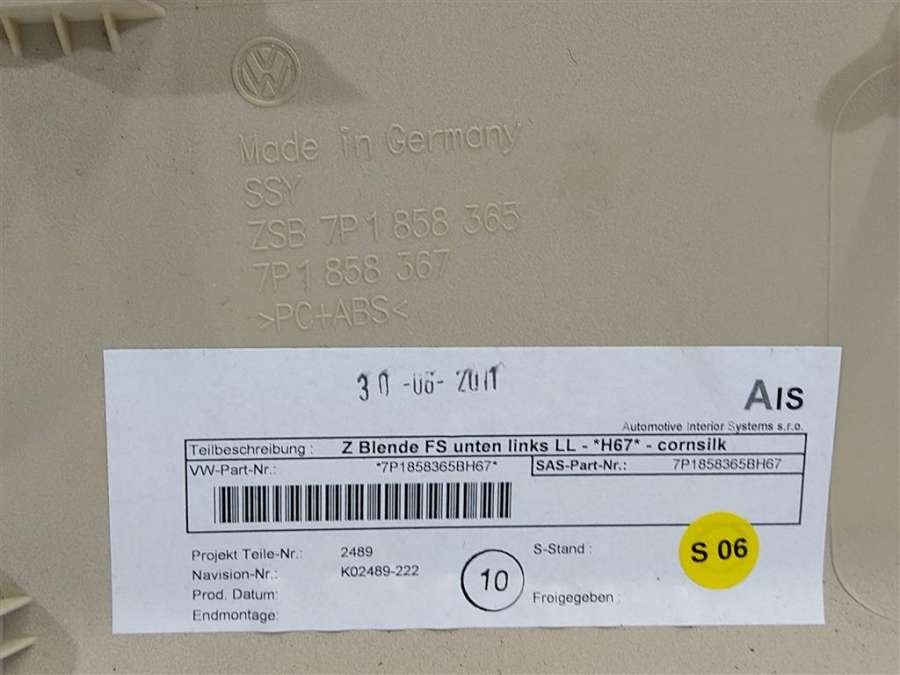 Made in Germany
SSY
ZSB 7P1 858 365
7P1 858 367
>PC+ABS<
30 -06- 2011
AIS
Automotive Interior Systems s.r.o.
Teilbeschreibung : Z Blende FS unten links LL - *H67* - cornsilk
VW-Part-Nr.: *7P1858365BH67* SAS-Part-Nr.: 7P1858365BH67
Projekt Teile-Nr.: 2489 S-Stand : S 06
Navision-Nr.: K02489-222 10
Prod. Datum: Freigegeben :
Endmontage: